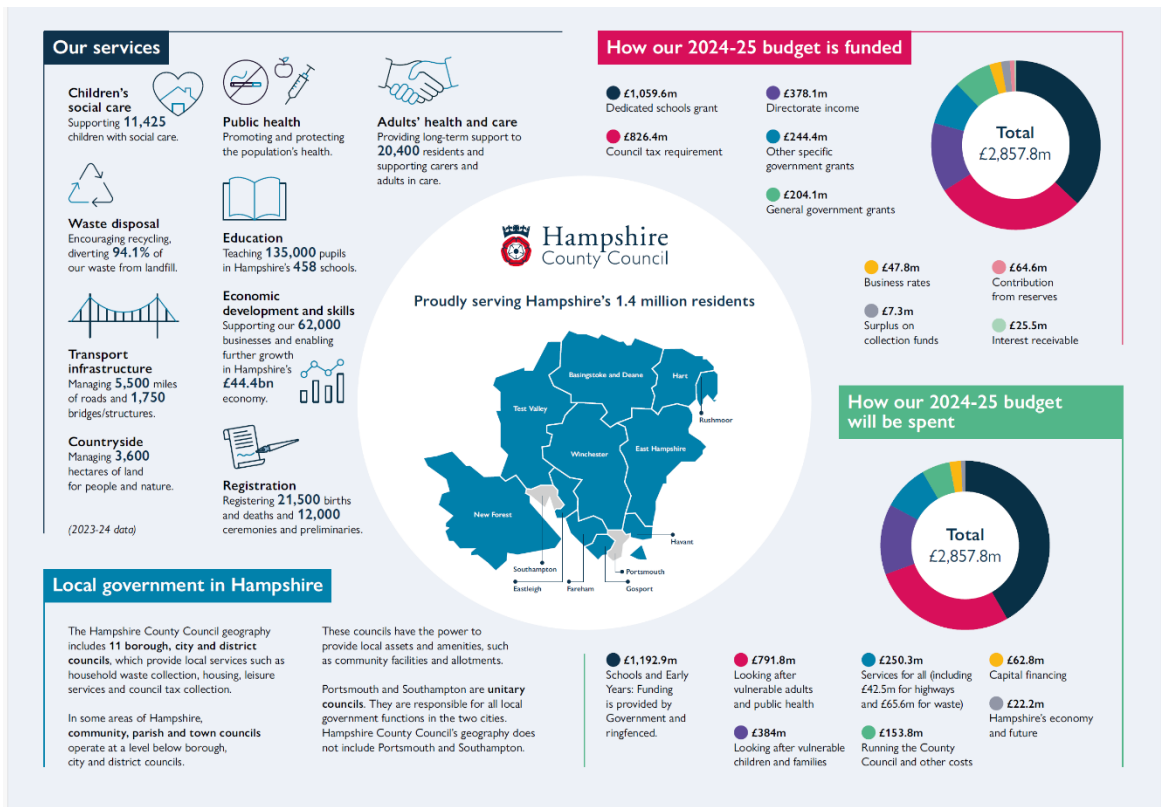 Our services
Children's
social care
Supporting 11,425
children with social care.
Public health
Promoting and protecting
the population's health.
Adults' health and care
Providing long-term support to
20,400 residents and
supporting carers and
adults in care.
Waste disposal
Encouraging recycling,
diverting 94.1% of
our waste from landfill.
Education
Teaching 135,000 pupils
in Hampshire's 458 schools.
Transport
infrastructure
Managing 5,500 miles
of roads and 1,750
bridges/structures.
Economic
development and skills
Supporting our 62,000
businesses and enabling
further growth
in Hampshire's
£44.4bn
economy.
Countryside
Managing 3,600
hectares of land
for people and nature.
Registration
Registering 21,500 births
and deaths and 12,000
ceremonies and preliminaries.
(2023-24 data)
Hampshire
County Council
Proudly serving Hampshire's 1.4 million residents
Basingstoke and Deane
Hart
Rushmoor
Test Valley
Winchester
East Hampshire
New Forest
Havant
Southampton
Portsmouth
Eastleigh
Fareham
Gosport
How our 2024-25 budget is funded
£1,059.6m
Dedicated schools grant
£826.4m
Council tax requirement
£378.1m
Directorate income
£244.4m
Other specific
government grants
£204.1m
General government grants
Total
£2,857.8m
£47.8m
Business rates
£7.3m
Surplus on
collection funds
£64.6m
Contribution
from reserves
£25.5m
Interest receivable
How our 2024-25 budget
will be spent
Total
£2,857.8m
£1,192.9m
Schools and Early
Years: Funding
is provided by
Government and
ringfenced.
£791.8m
Looking after
vulnerable adults
and public health
£384m
Looking after vulnerable
children and families
£250.3m
Services for all (including
£42.5m for highways
and £65.6m for waste)
£153.8m
Running the County
Council and other costs
£62.8m
Capital financing
£22.2m
Hampshire's economy
and future
Local government in Hampshire
The Hampshire County Council geography
includes 11 borough, city and district
councils, which provide local services such as
household waste collection, housing, leisure
services and council tax collection.
In some areas of Hampshire,
community, parish and town councils
operate at a level below borough,
city and district councils.
These councils have the power to
provide local assets and amenities, such
as community facilities and allotments.
Portsmouth and Southampton are unitary
councils. They are responsible for all local
government functions in the two cities.
Hampshire County Council's geography does
not include Portsmouth and Southampton.